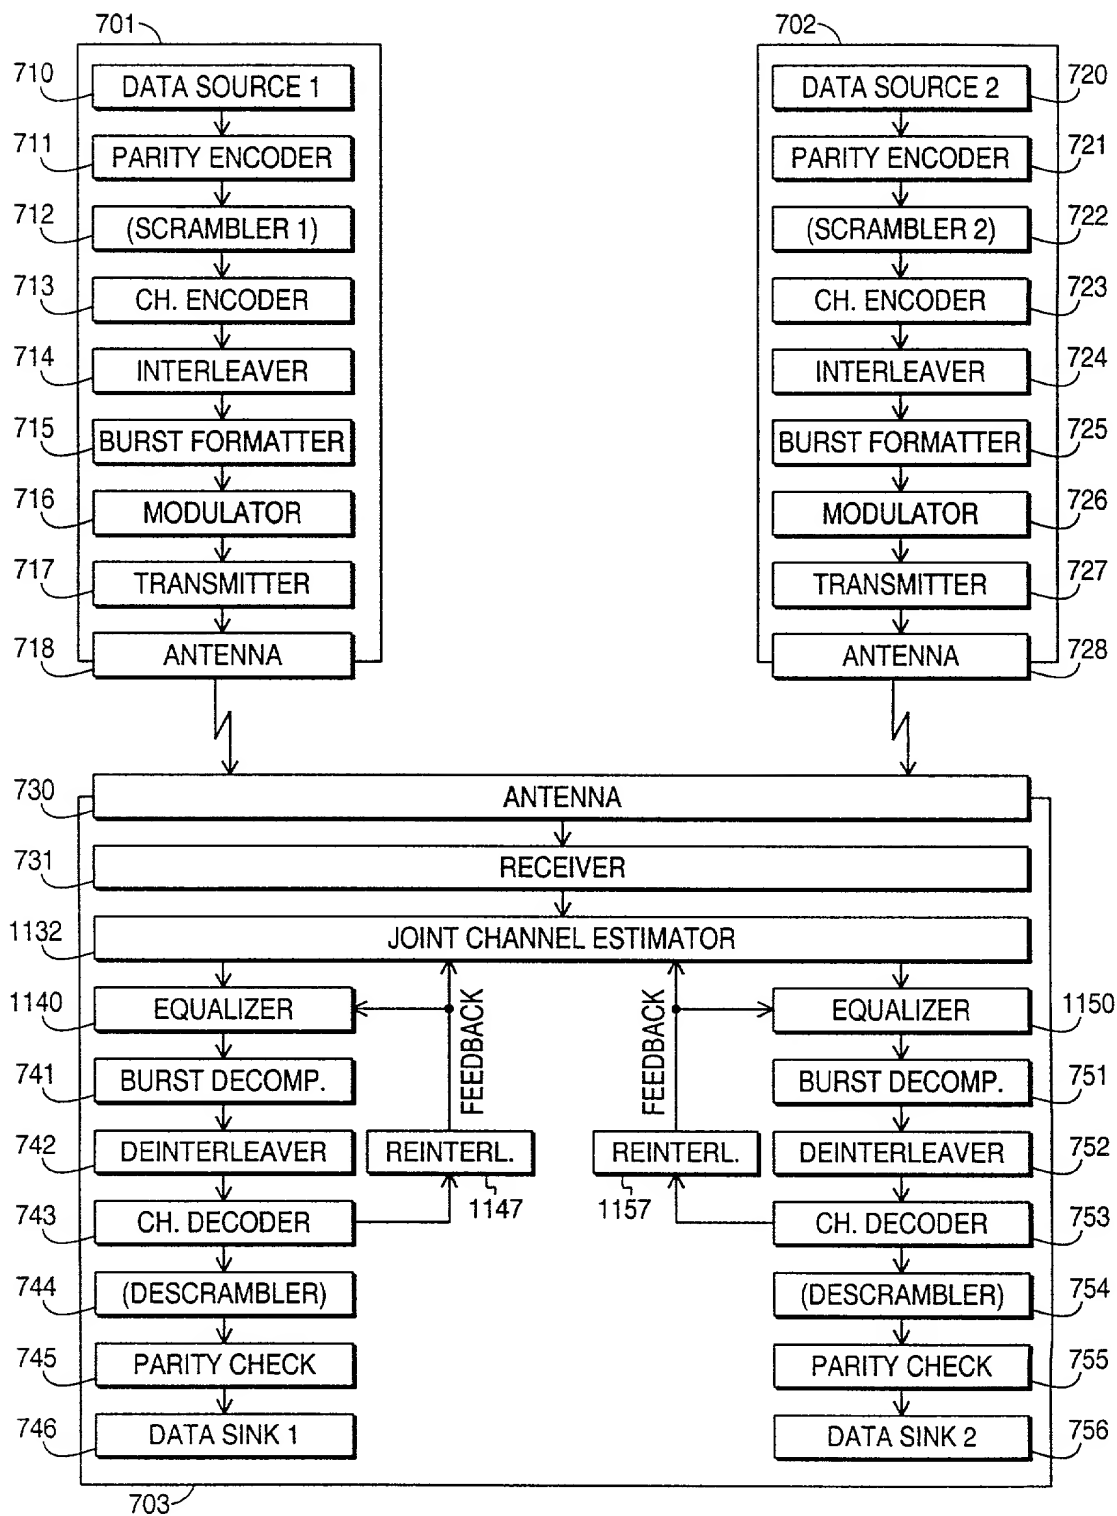 701
710
DATA SOURCE 1
711
PARITY ENCODER
712
(SCRAMBLER 1)
713
CH. ENCODER
714
INTERLEAVER
715
BURST FORMATTER
716
MODULATOR
717
TRANSMITTER
718
ANTENNA
702
DATA SOURCE 2
720
PARITY ENCODER
721
(SCRAMBLER 2)
722
CH. ENCODER
723
INTERLEAVER
724
BURST FORMATTER
725
MODULATOR
726
TRANSMITTER
727
ANTENNA
728
730
ANTENNA
731
RECEIVER
1132
JOINT CHANNEL ESTIMATOR
1140
EQUALIZER
741
BURST DECOMP.
742
DEINTERLEAVER
743
CH. DECODER
744
(DESCRAMBLER)
745
PARITY CHECK
746
DATA SINK 1
FEEDBACK
REINTERL.
1147
FEEDBACK
REINTERL.
1157
EQUALIZER
1150
BURST DECOMP.
751
DEINTERLEAVER
752
CH. DECODER
753
(DESCRAMBLER)
754
PARITY CHECK
755
DATA SINK 2
756
703